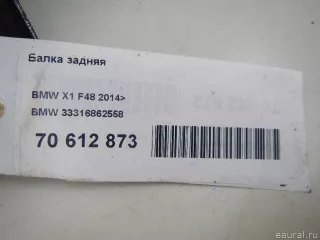 Балка задняя
BMW X1 F48 2014>
BMW 33316862558
70 612 873
eaural.ru